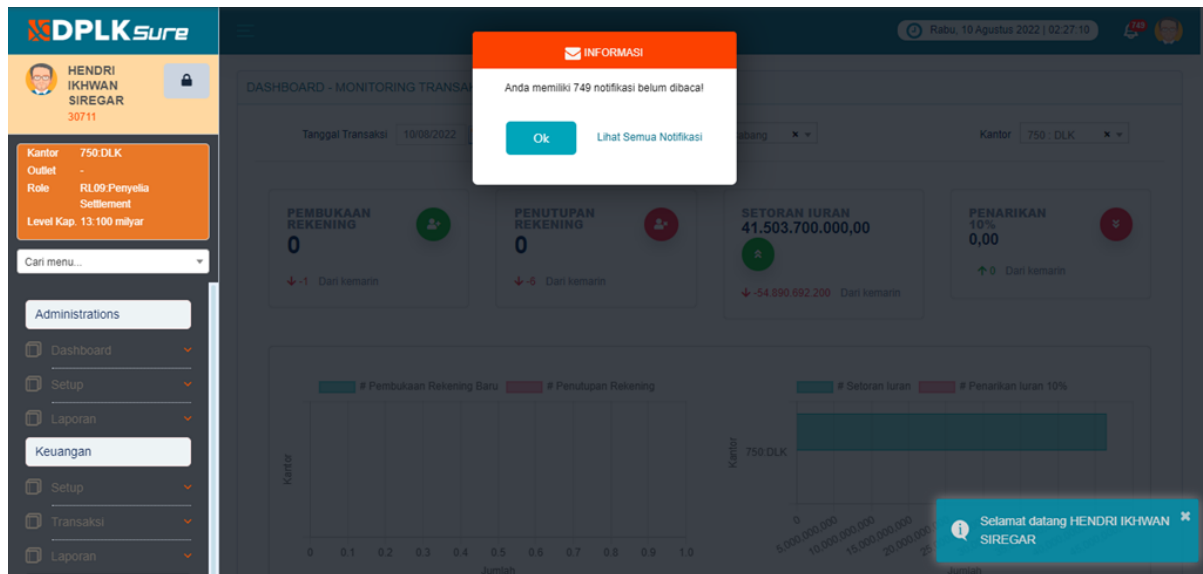 DPLK Sure
HENDRI
IKHWAN
SIREGAR
30711
Kantor 750:DLK
Outlet -
Role RL09:Penyelia
Settlement
Level Kap. 13:100 milyar
Cari menu...
Administrations
Dashboard
Setup
Laporan
Keuangan
Setup
Transaksi
Laporan
Rabu, 10 Agustus 2022 | 02:27:10
INFORMASI
Anda memiliki 749 notifikasi belum dibaca!
Ok
Lihat Semua Notifikasi
DASHBOARD - MONITORING
Tanggal Transaksi 10/08/2022
Kantor 750 : DLK
PEMBUKAAN
REKENING
0
-1 Dari kemarin
PENUTUPAN
REKENING
0
-6 Dari kemarin
SETORAN IURAN
41.503.700.000,00
-54.890.692.200 Dari kemarin
PENARIKAN
10%
0,00
0 Dari kemarin
# Pembukaan Rekening Baru # Penutupan Rekening
Kantor
0 0.1 0.2 0.3 0.4 0.5 0.6 0.7 0.8 0.9 1.0
Jumlah
# Setoran Iuran # Penarikan Iuran 10%
Kantor
750:DLK
0 5,000,000,000 10,000,000,000 15,000,000,000
Jumlah
Selamat datang HENDRI IKHWAN
SIREGAR